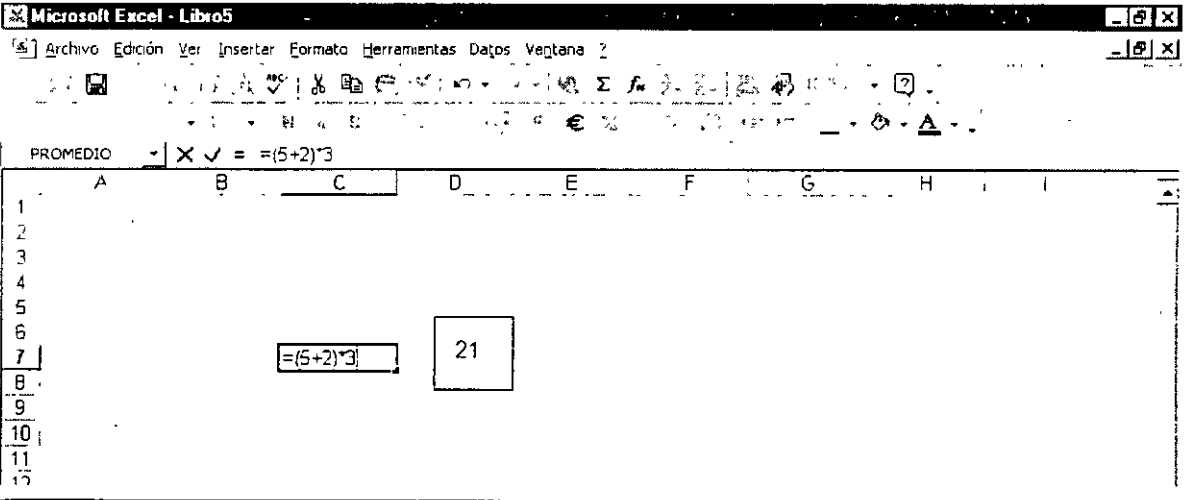 Microsoft Excel - Libro5
Archivo Edición Ver Insertar Formato Herramientas Datos Ventana ?
PROMEDIO = =(5+2)*3
A B C D E F G H I
1
2
3
4
5
6
7 =(5+2)*3 21
8
9
10
11
12